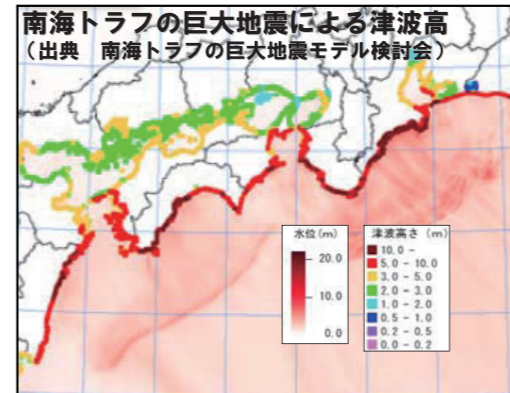 南海トラフの巨大地震による津波高
（出典　南海トラフの巨大地震モデル検討会）
水位(m)
20.0
10.0
0.0
津波高さ (m)
10.0 -
5.0 - 10.0
3.0 - 5.0
2.0 - 3.0
1.0 - 2.0
0.5 - 1.0
0.2 - 0.5
0.0 - 0.2